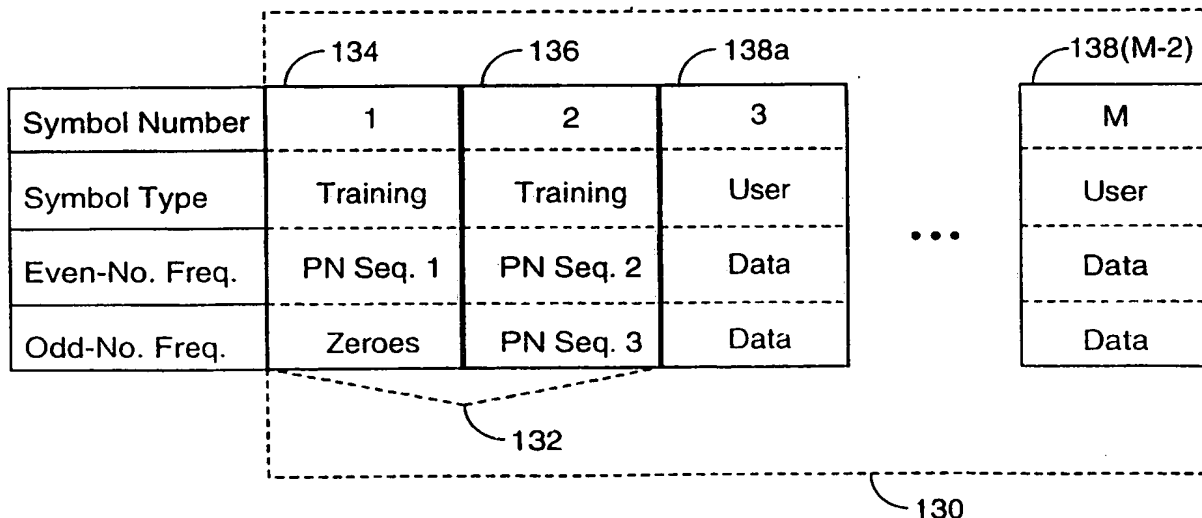 134 136 138a 138(M-2)
Symbol Number 1 2 3 M
Symbol Type Training Training User User
Even-No. Freq. PN Seq. 1 PN Seq. 2 Data ••• Data
Odd-No. Freq. Zeroes PN Seq. 3 Data Data
132
130